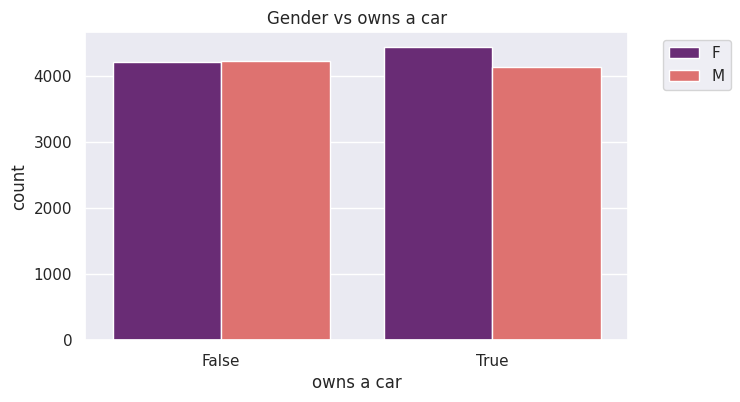 Gender vs owns a car
F
M
4000
3000
2000
1000
0
count
False
True
owns a car